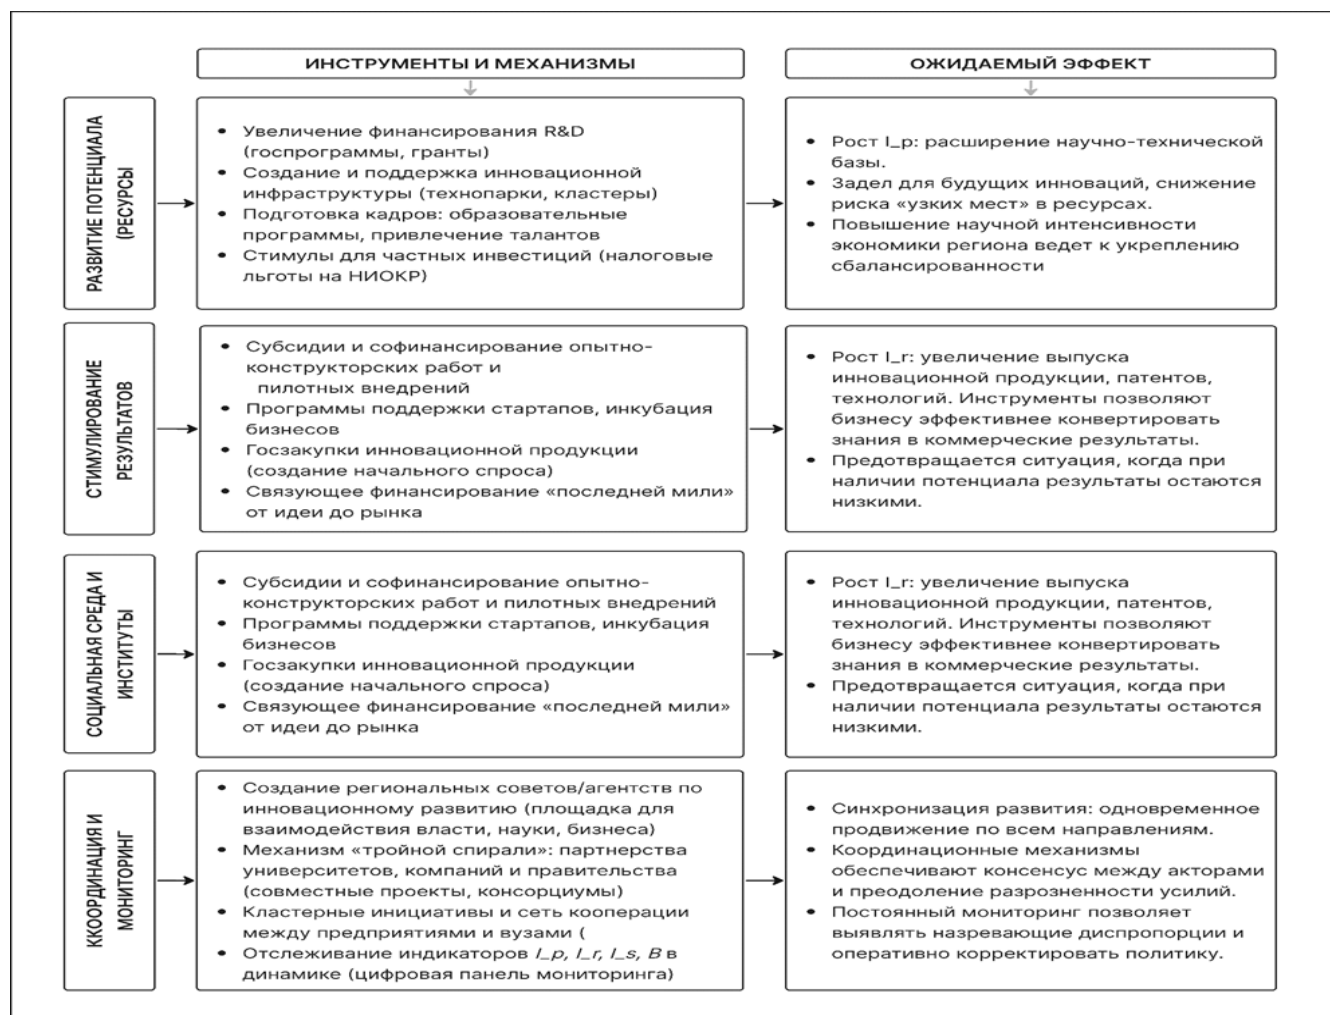 ИНСТРУМЕНТЫ И МЕХАНИЗМЫ
ОЖИДАЕМЫЙ ЭФФЕКТ
РАЗВИТИЕ ПОТЕНЦИАЛА
(РЕСУРСЫ
• Увеличение финансирования R&D
(госпрограммы, гранты)
• Создание и поддержка инновационной
инфраструктуры (технопарки, кластеры)
• Подготовка кадров: образовательные
программы, привлечение талантов
• Стимулы для частных инвестиций (налоговые
льготы на НИОКР)
• Рост I_p: расширение научно-технической
базы.
• Задел для будущих инноваций, снижение
риска «узких мест» в ресурсах.
• Повышение научной интенсивности
экономики региона ведет к укреплению
сбалансированности
СТИМУЛИРОВАНИЕ
РЕЗУЛЬТАТОВ
• Субсидии и софинансирование опытно-
конструкторских работ и
пилотных внедрений
• Программы поддержки стартапов, инкубация
бизнесов
• Госзакупки инновационной продукции
(создание начального спроса)
• Связующее финансирование «последней мили»
от идеи до рынка
• Рост I_r: увеличение выпуска
инновационной продукции, патентов,
технологий. Инструменты позволяют
бизнесу эффективнее конвертировать
знания в коммерческие результаты.
• Предотвращается ситуация, когда при
наличии потенциала результаты остаются
низкими.
СОЦИАЛЬНАЯ СРЕДА И
ИНСТИТУТЫ
• Субсидии и софинансирование опытно-
конструкторских работ и пилотных внедрений
• Программы поддержки стартапов, инкубация
бизнесов
• Госзакупки инновационной продукции
(создание начального спроса)
• Связующее финансирование «последней мили»
от идеи до рынка
• Рост I_r: увеличение выпуска
инновационной продукции, патентов,
технологий. Инструменты позволяют
бизнесу эффективнее конвертировать
знания в коммерческие результаты.
• Предотвращается ситуация, когда при
наличии потенциала результаты остаются
низкими.
ККООРДИНАЦИЯ И
МОНИТОРИНГ
• Создание региональных советов/агентств по
инновационному развитию (площадка для
взаимодействия власти, науки, бизнеса)
• Механизм «тройной спирали»: партнерства
университетов, компаний и правительства
(совместные проекты, консорциумы)
• Кластерные инициативы и сеть кооперации
между предприятиями и вузами (
• Отслеживание индикаторов I_p, I_r, I_s, B в
динамике (цифровая панель мониторинга)
• Синхронизация развития: одновременное
продвижение по всем направлениям.
• Координационные механизмы
обеспечивают консенсус между акторами
и преодоление разрозненности усилий.
• Постоянный мониторинг позволяет
выявлять назревающие диспропорции и
оперативно корректировать политику.